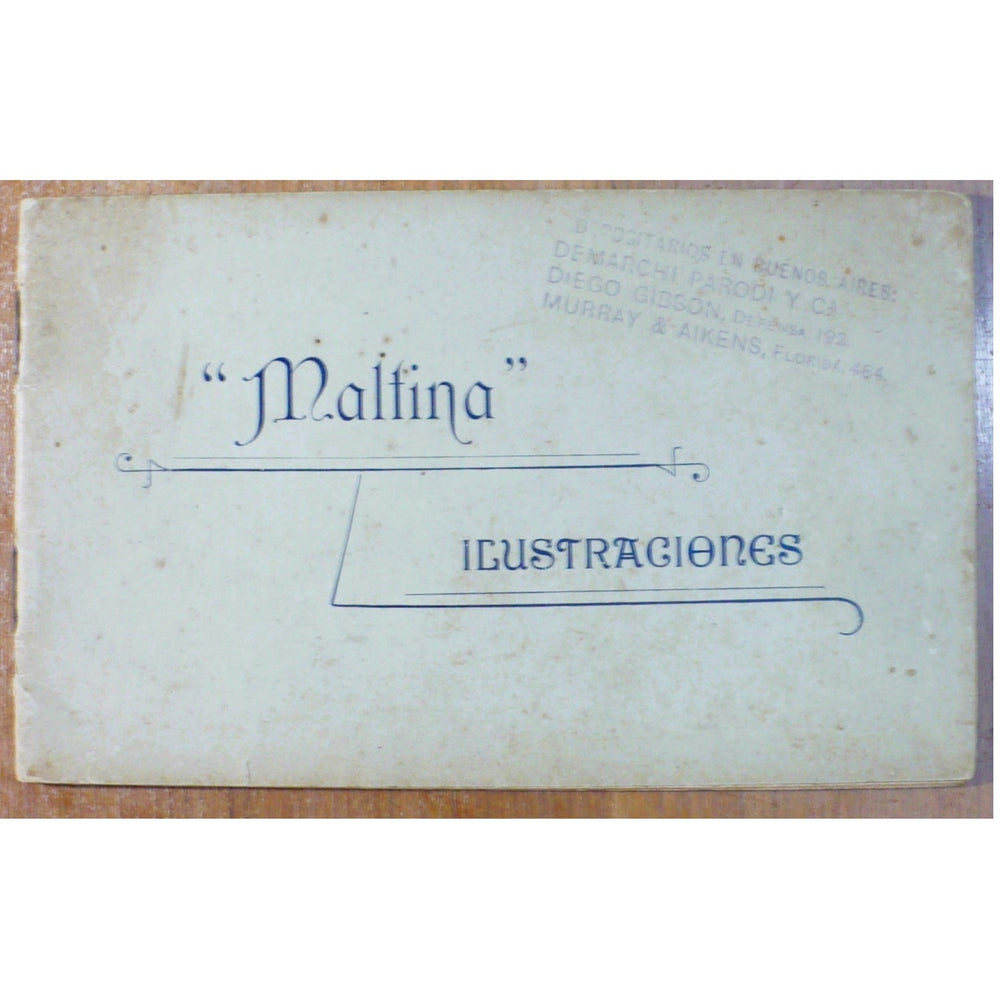 DEPOSITARIOS EN BUENOS AIRES:
DEMARCHI PARODI Y CA
DIEGO GIBSON, DEFENSA 192
MURRAY & AIKENS, FLORIDA 464,
“Maltina”
ILUSTRACIONES